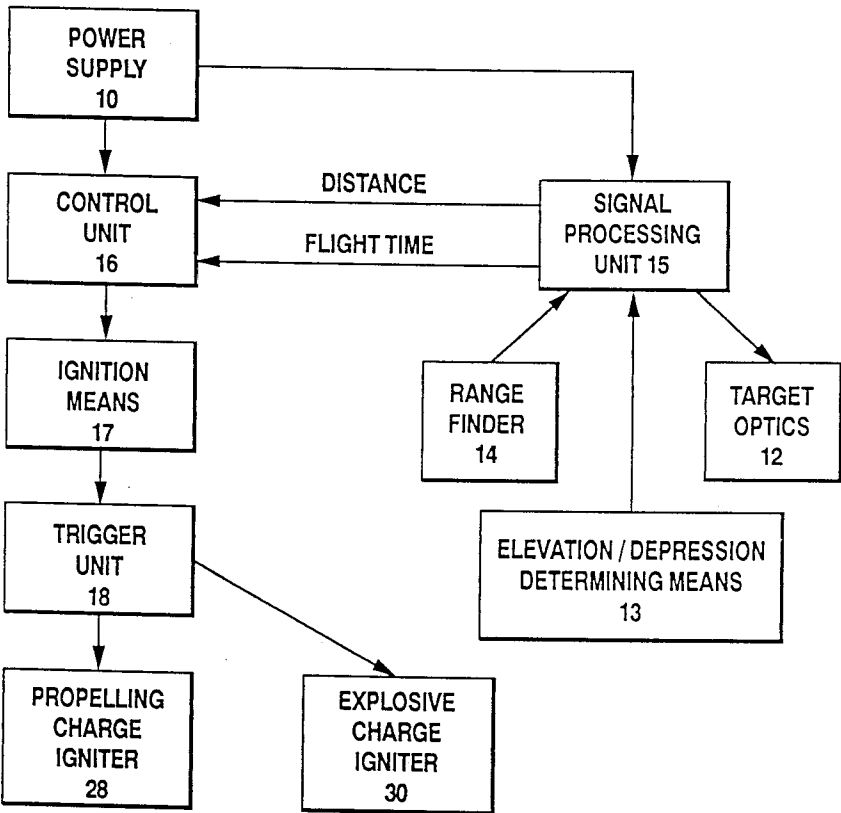 POWER
SUPPLY
10
CONTROL
UNIT
16
DISTANCE
FLIGHT TIME
SIGNAL
PROCESSING
UNIT 15
IGNITION
MEANS
17
RANGE
FINDER
14
TARGET
OPTICS
12
TRIGGER
UNIT
18
ELEVATION / DEPRESSION
DETERMINING MEANS
13
PROPELLING
CHARGE
IGNITER
28
EXPLOSIVE
CHARGE
IGNITER
30